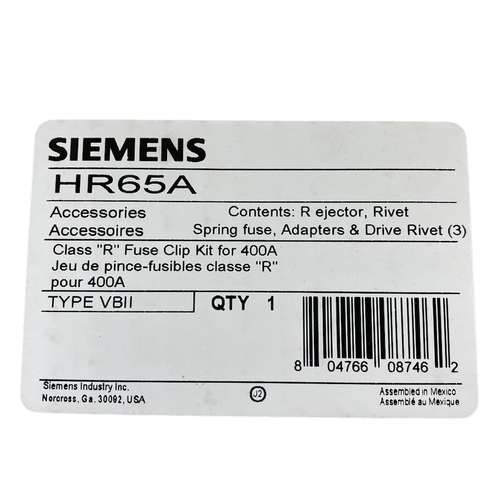 SIEMENS
HR65A
Accessories Contents: R ejector, Rivet
Accessoires Spring fuse, Adapters & Drive Rivet (3)
Class "R" Fuse Clip Kit for 400A
Jeu de pince-fusibles classe "R"
pour 400A
TYPE VBII QTY 1
8 04766 08746 2
Siemens Industry Inc. Assembled in Mexico
Norcross, Ga. 30092, USA J2 Assemblé au Mexique